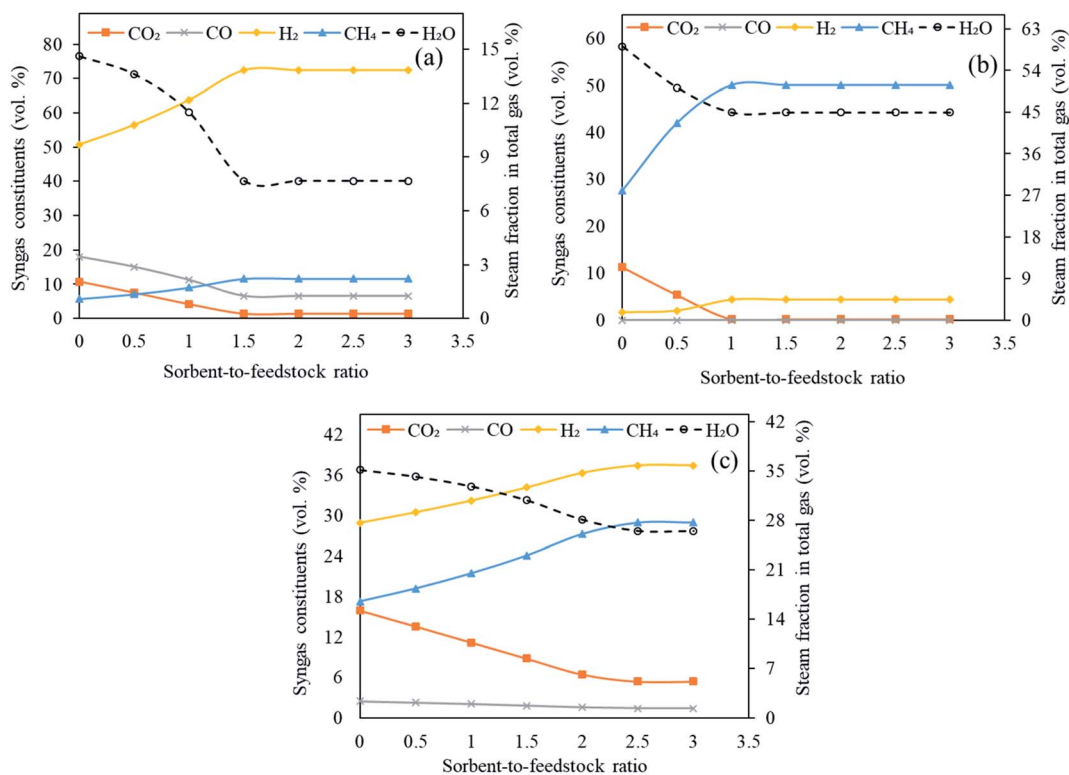 CO₂ CO H₂ CH₄ H₂O
(a)
Syngas constituents (vol. %)
80
70
60
50
40
30
20
10
0
Steam fraction in total gas (vol. %)
15
12
9
6
3
0
0 0.5 1 1.5 2 2.5 3 3.5
Sorbent-to-feedstock ratio
CO₂ CO H₂ CH₄ H₂O
(b)
Syngas constituents (vol. %)
60
50
40
30
20
10
0
Steam fraction in total gas (vol. %)
63
54
45
36
27
18
9
0
0 0.5 1 1.5 2 2.5 3 3.5
Sorbent-to-feedstock ratio
CO₂ CO H₂ CH₄ H₂O
(c)
Syngas constituents (vol. %)
42
36
30
24
18
12
6
0
Steam fraction in total gas (vol. %)
42
35
28
21
14
7
0
0 0.5 1 1.5 2 2.5 3 3.5
Sorbent-to-feedstock ratio